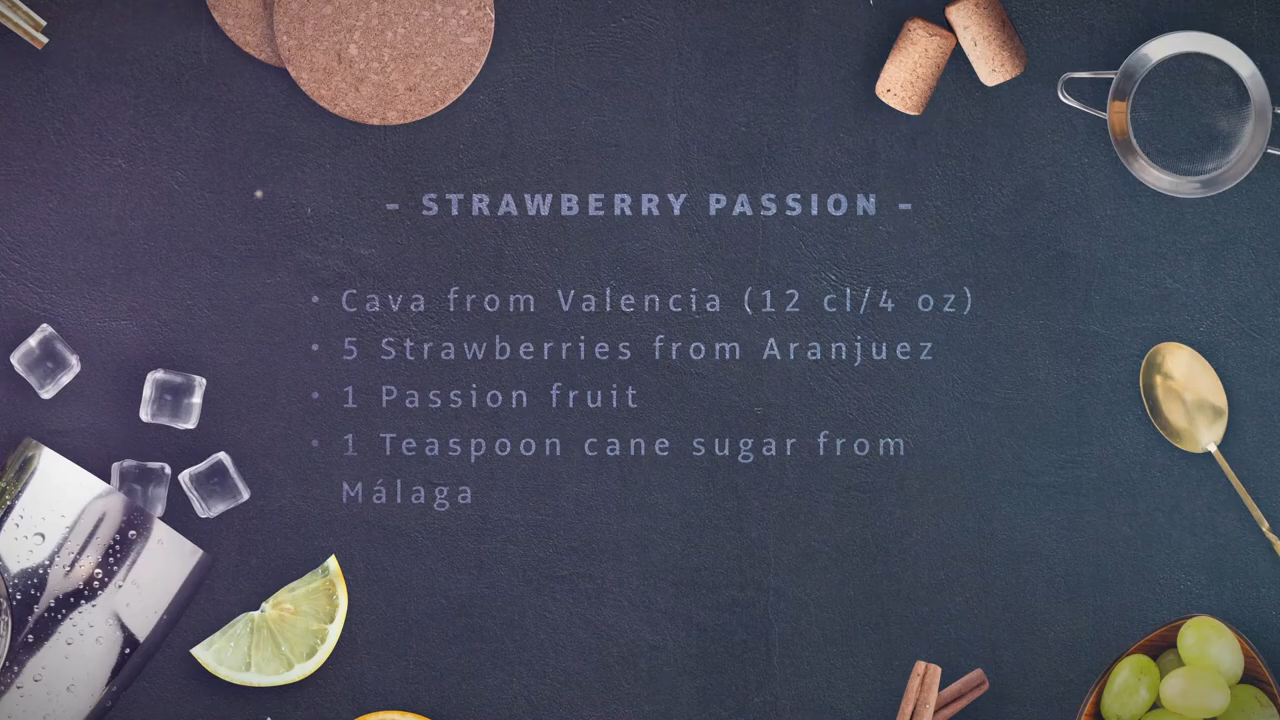 - STRAWBERRY PASSION -
• Cava from Valencia (12 cl/4 oz)
• 5 Strawberries from Aranjuez
• 1 Passion fruit
• 1 Teaspoon cane sugar from
Málaga